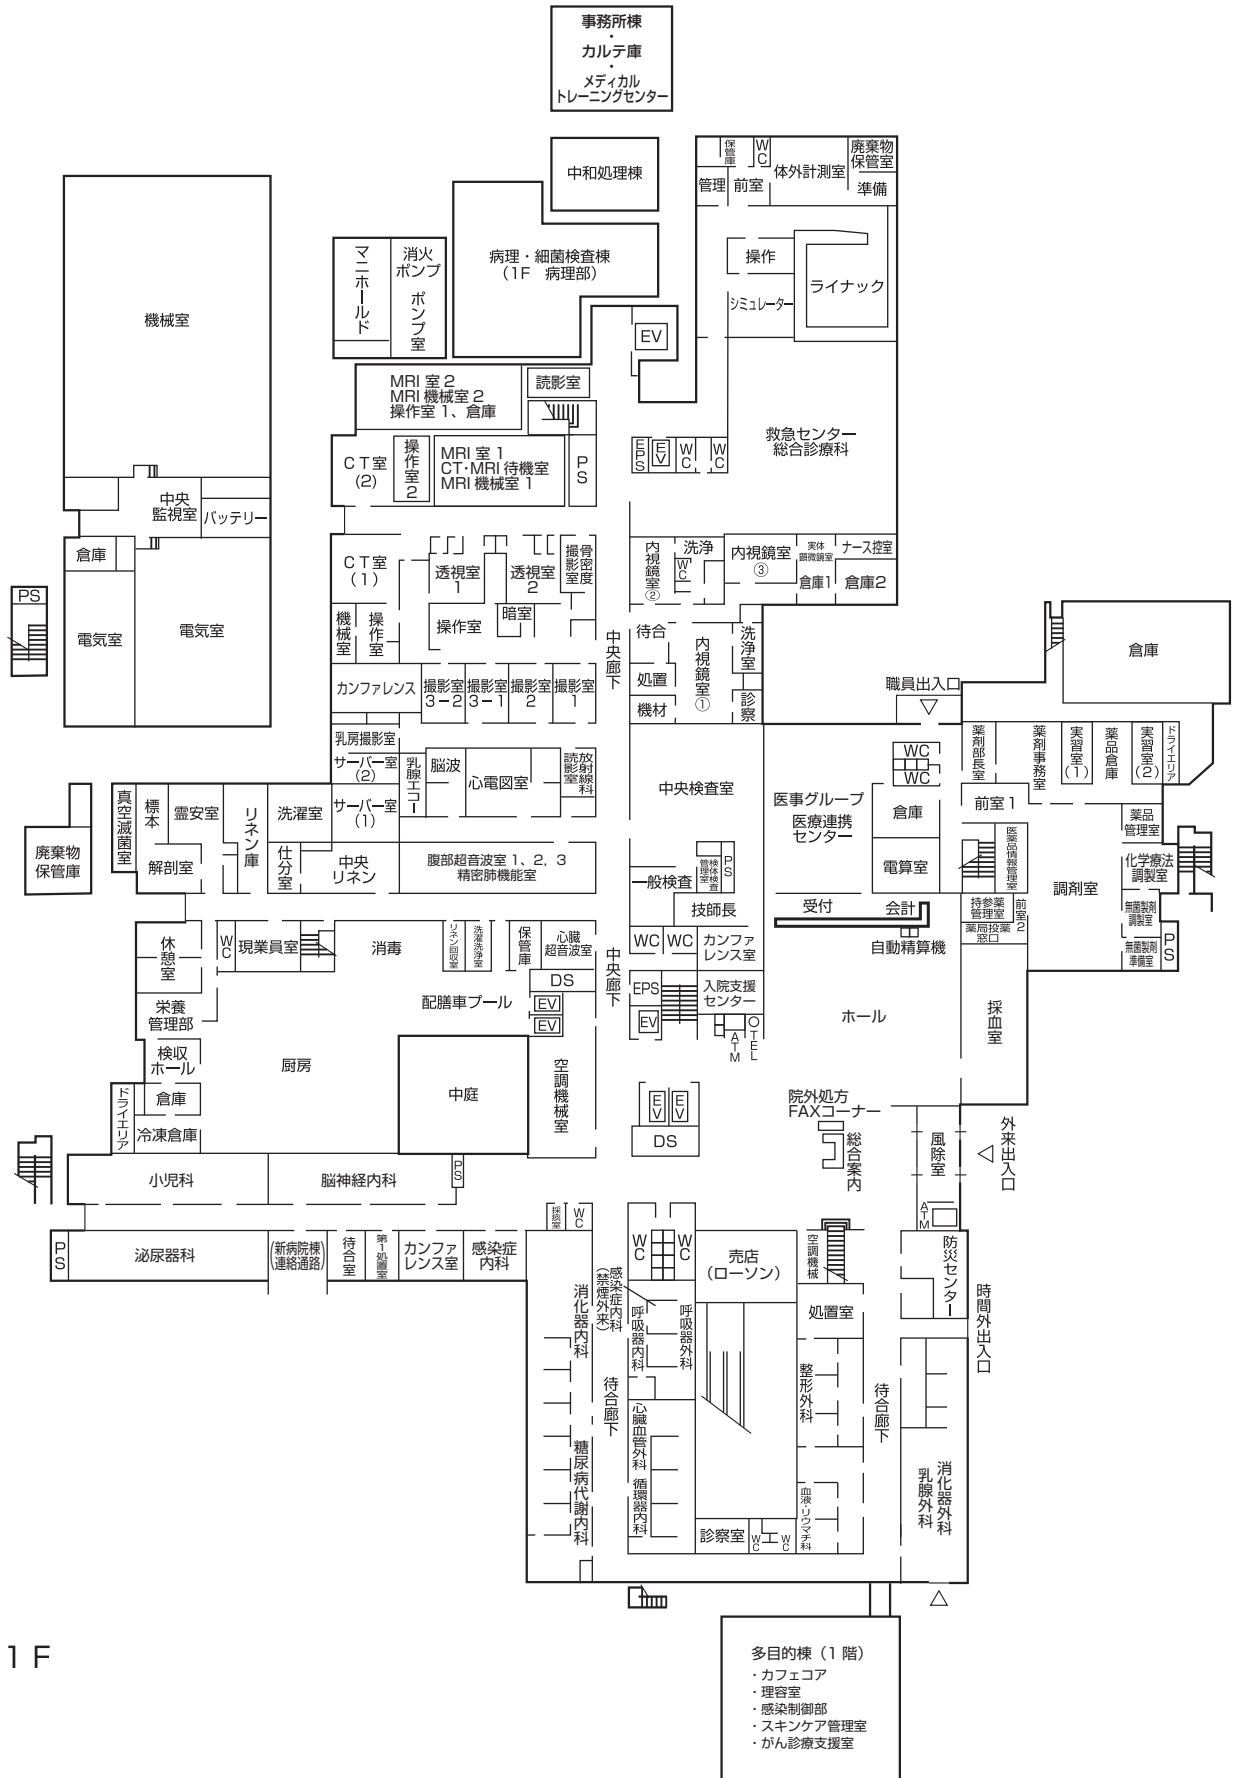 事務所棟
・
カルテ庫
・
メディカル
トレーニングセンター
中和処理棟
保管庫
WC
体外計測室
廃棄物
保管室
管理
前室
準備
操作
ライナック
シミュレーター
病理・細菌検査棟
(1F 病理部)
マニホールド
消火
ポンプ
ポンプ室
機械室
EV
MRI 室 2
MRI 機械室 2
操作室 1、倉庫
読影室
救急センター
総合診療科
EPS
EV
WC
WC
CT室
(2)
操作室2
MRI 室 1
CT・MRI 待機室
MRI 機械室 1
PS
中央
監視室
バッテリー
倉庫
電気室
電気室
PS
CT室
(1)
透視室
1
透視室
2
骨密度
撮影室
機械室
操作室
操作室
暗室
内視鏡室②
洗浄
WC
内視鏡室
③
実体
顕微鏡室
ナース控室
倉庫1
倉庫2
中央廊下
待合
処置
機材
内視鏡室①
洗浄室
診察
カンファレンス
撮影室
3-2
撮影室
3-1
撮影室
2
撮影室
1
倉庫
職員出入口
乳房撮影室
サーバー室
(2)
サーバー室
(1)
乳腺エコー
脳波
心電図室
放射線科
読影室
中央検査室
医事グループ
医療連携
センター
WC
WC
倉庫
電算室
薬剤部長室
薬剤事務室
実習室(1)
薬品倉庫
実習室(2)
ドライエリア
前室1
医薬品情報管理室
薬品
管理室
化学療法
調製室
調剤室
無菌製剤
調製室
無菌製剤
準備室
PS
持参薬
管理室
前室2
薬局投薬
窓口
真空滅菌室
標本
霊安室
リネン庫
洗濯室
解剖室
仕分室
中央
リネン
腹部超音波室 1、2、3
精密肺機能室
廃棄物
保管庫
一般検査
検体検査
管理室
PS
技師長
WC
WC
カンファ
レンス室
受付
会計
自動精算機
休憩室
WC
現業員室
消毒
リネン回収室
洗濯洗浄室
保管庫
心臓
超音波室
DS
EV
EV
中央廊下
EPS
EV
入院支援
センター
ATM
TEL
ホール
採血室
栄養
管理部
配膳車プール
検収
ホール
厨房
中庭
空調機械室
倉庫
ドライエリア
冷凍倉庫
EV
EV
DS
院外処方
FAXコーナー
総合案内
風除室
外来出入口
ATM
小児科
脳神経内科
PS
採痰室
WC
PS
泌尿器科
(新病院棟
連絡通路)
待合室
第1処置室
カンファ
レンス室
感染症
内科
消化器内科
感染症内科
(禁煙外来)
WC
WC
呼吸器内科
呼吸器外科
売店
(ローソン)
空調機械
処置室
防災センター
時間外出入口
待合廊下
心臓血管外科
循環器内科
糖尿病代謝内科
整形外科
待合廊下
血液・リウマチ科
消化器外科
乳腺外科
診察室
WC
WC
1F
多目的棟(1階)
・カフェコア
・理容室
・感染制御部
・スキンケア管理室
・がん診療支援室